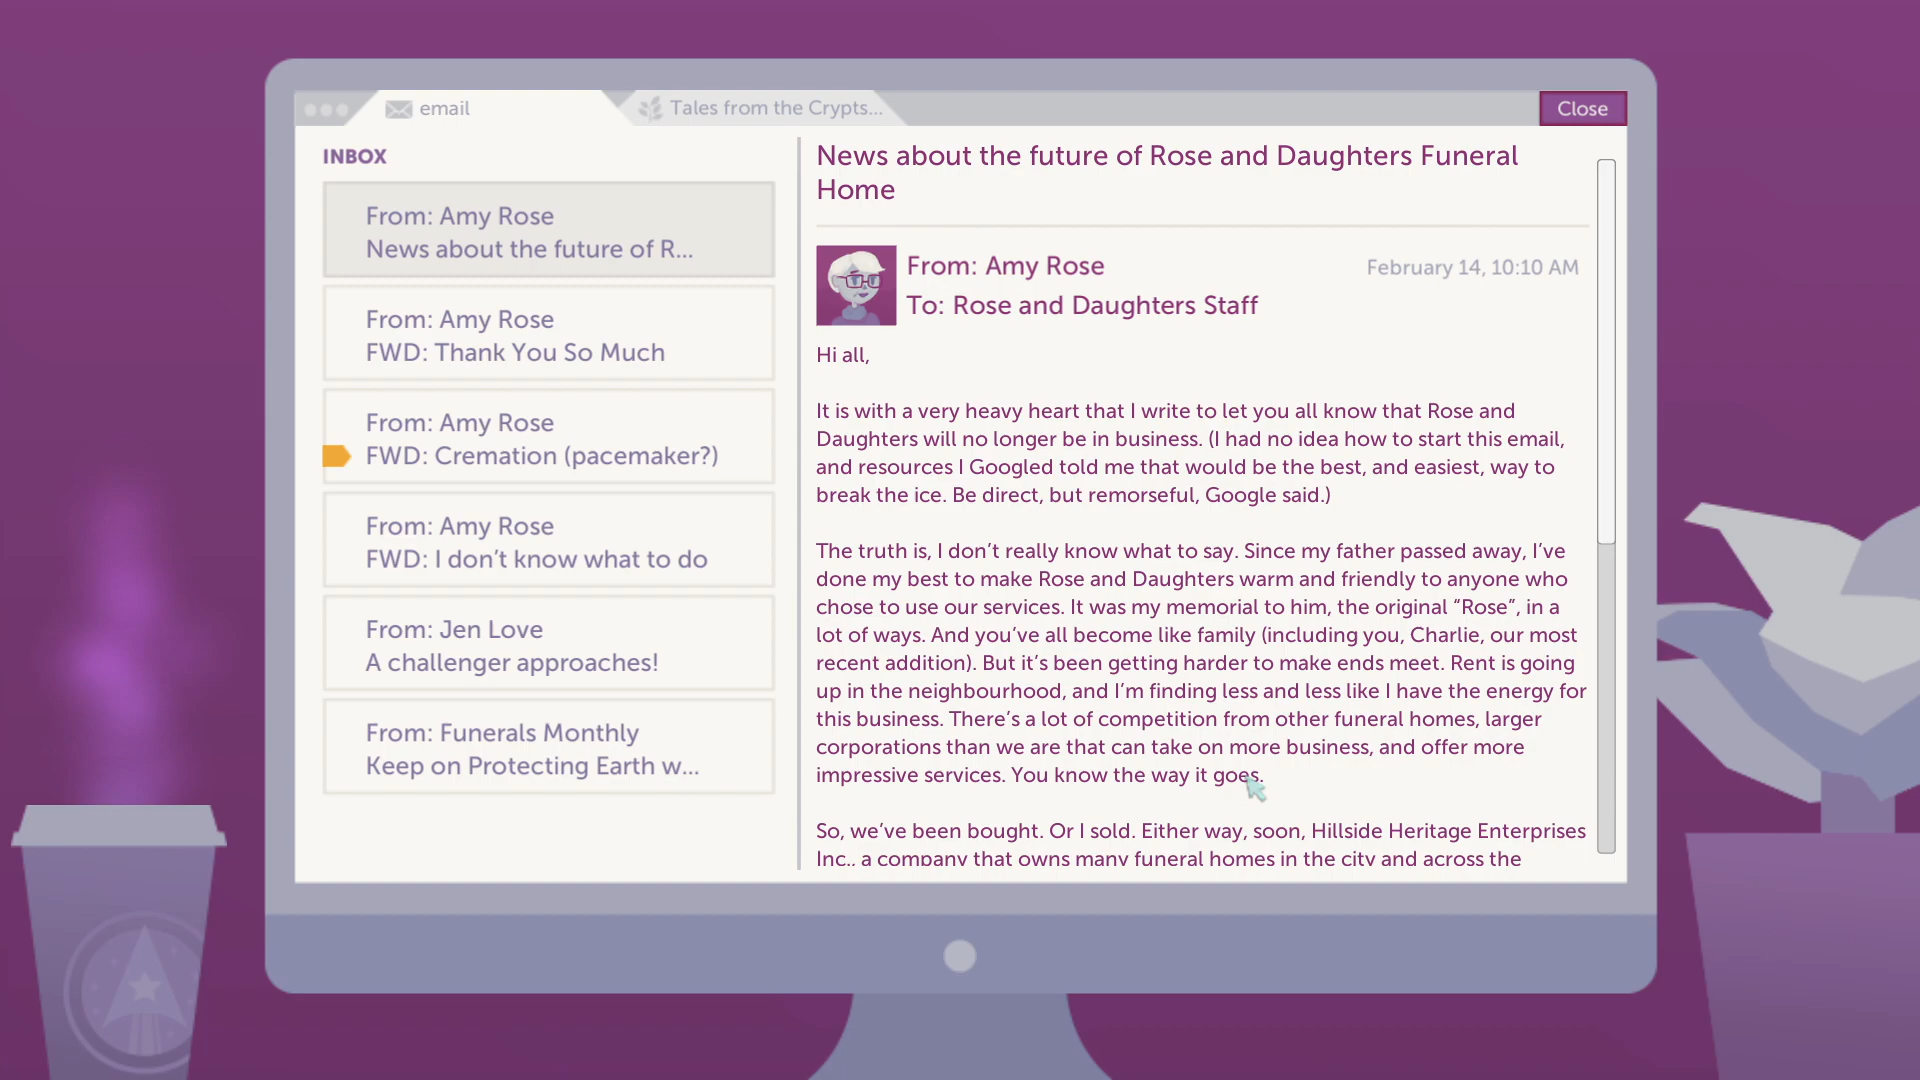 email
Tales from the Crypts...
Close
INBOX
From: Amy Rose
News about the future of R...
From: Amy Rose
FWD: Thank You So Much
From: Amy Rose
FWD: Cremation (pacemaker?)
From: Amy Rose
FWD: I don't know what to do
From: Jen Love
A challenger approaches!
From: Funerals Monthly
Keep on Protecting Earth w...
News about the future of Rose and Daughters Funeral
Home
From: Amy Rose
February 14, 10:10 AM
To: Rose and Daughters Staff
Hi all,
It is with a very heavy heart that I write to let you all know that Rose and
Daughters will no longer be in business. (I had no idea how to start this email,
and resources I Googled told me that would be the best, and easiest, way to
break the ice. Be direct, but remorseful, Google said.)
The truth is, I don't really know what to say. Since my father passed away, I've
done my best to make Rose and Daughters warm and friendly to anyone who
chose to use our services. It was my memorial to him, the original “Rose”, in a
lot of ways. And you've all become like family (including you, Charlie, our most
recent addition). But it's been getting harder to make ends meet. Rent is going
up in the neighbourhood, and I'm finding less and less like I have the energy for
this business. There's a lot of competition from other funeral homes, larger
corporations than we are that can take on more business, and offer more
impressive services. You know the way it goes.
So, we've been bought. Or I sold. Either way, soon, Hillside Heritage Enterprises
Inc., a company that owns many funeral homes in the city and across the